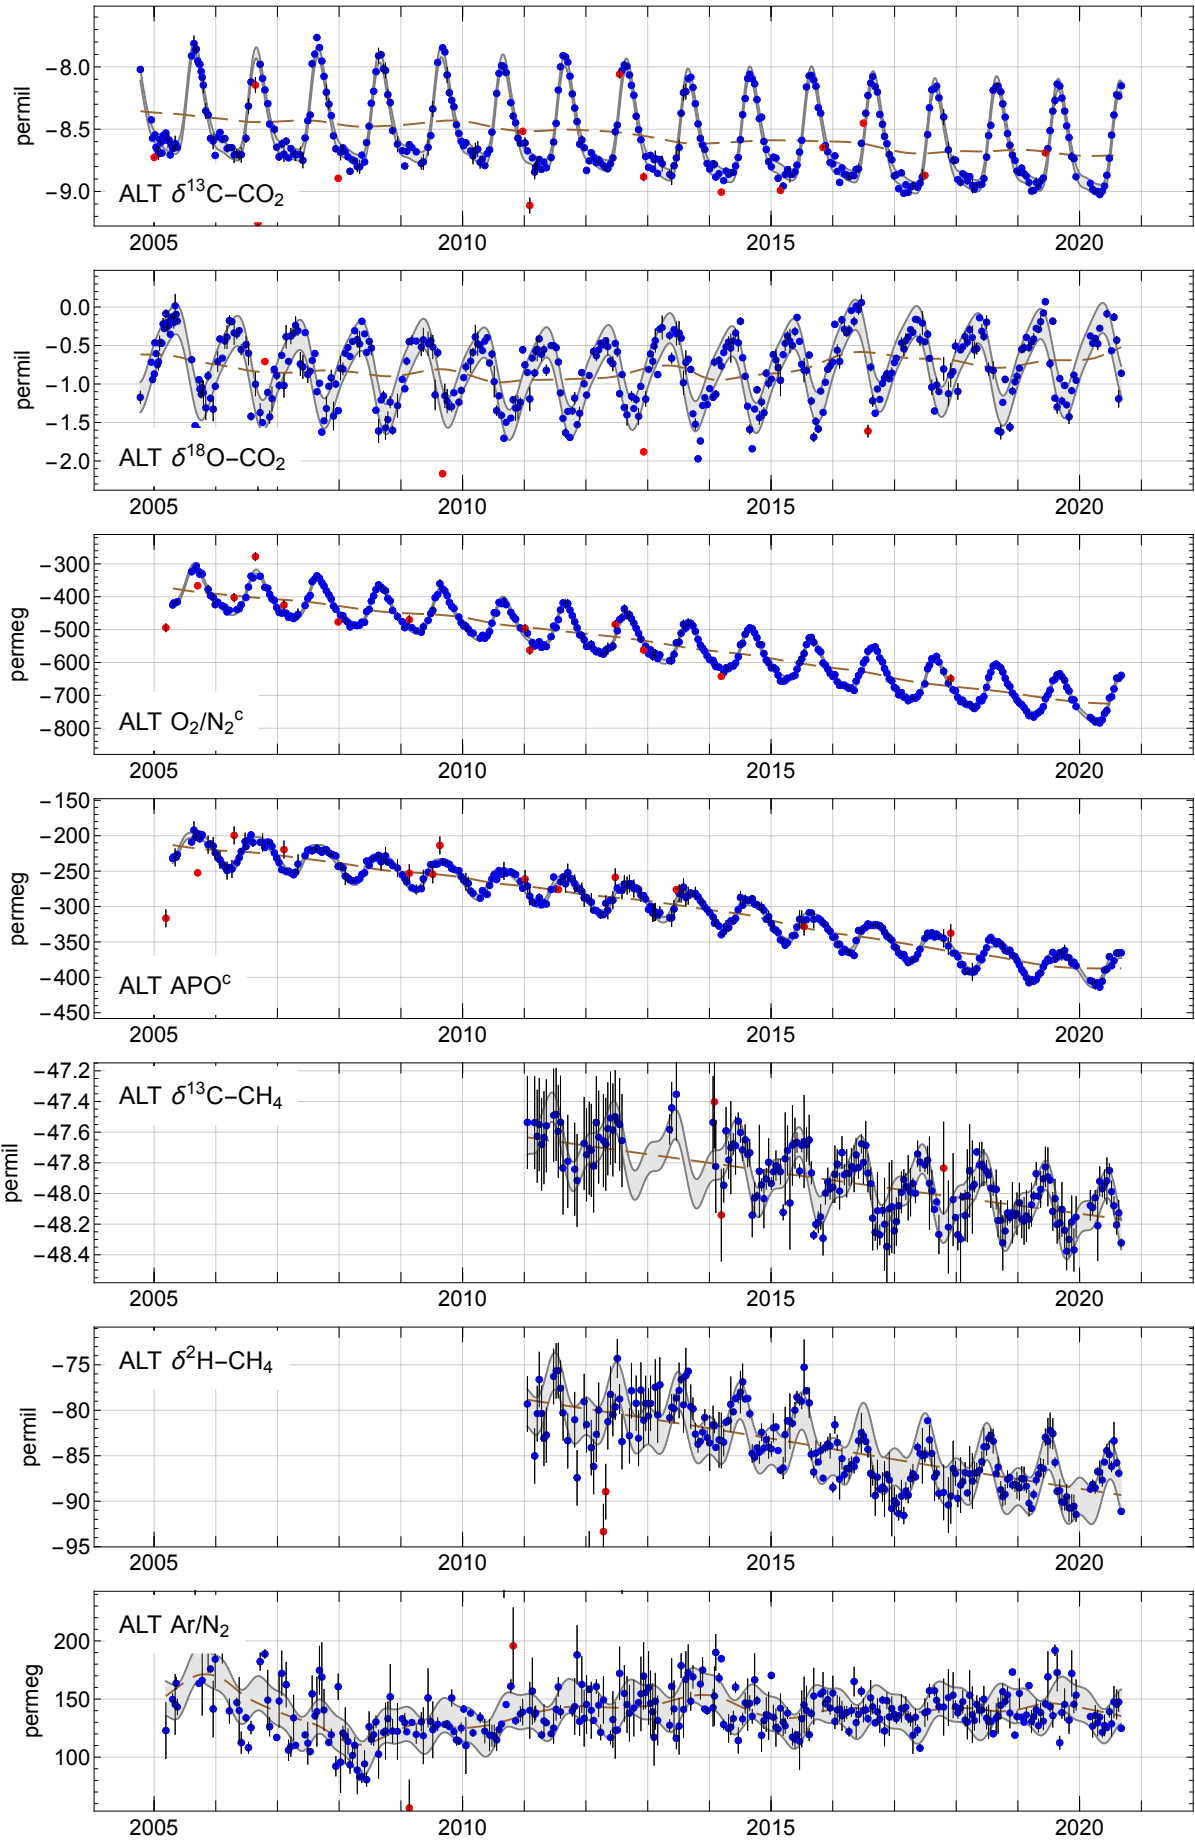 −8.0
−8.5
−9.0
permil
ALT δ¹³C−CO₂
2005 2010 2015 2020
0.0
−0.5
−1.0
−1.5
−2.0
permil
ALT δ¹⁸O−CO₂
2005 2010 2015 2020
−300
−400
−500
−600
−700
−800
permeg
ALT O₂/N₂ᶜ
2005 2010 2015 2020
−150
−200
−250
−300
−350
−400
−450
permeg
ALT APOᶜ
2005 2010 2015 2020
−47.2
−47.4
−47.6
−47.8
−48.0
−48.2
−48.4
permil
ALT δ¹³C−CH₄
2005 2010 2015 2020
−75
−80
−85
−90
−95
permil
ALT δ²H−CH₄
2005 2010 2015 2020
200
150
100
permeg
ALT Ar/N₂
2005 2010 2015 2020